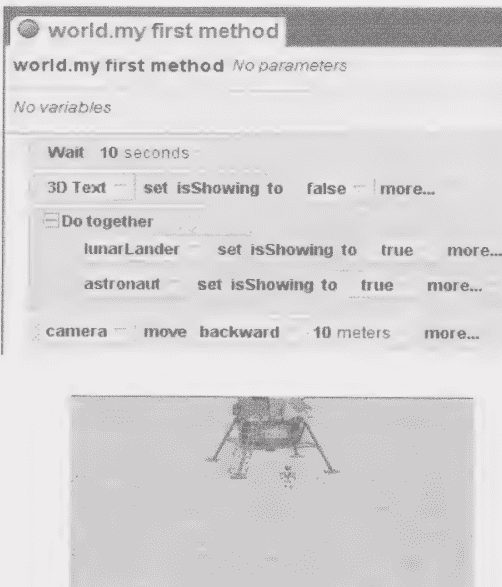 world.my first method
world.my first method No parameters
No variables
Wait 10 seconds
3D Text set isShowing to false more...
Do together
lunarLander set isShowing to true more...
astronaut set isShowing to true more...
camera move backward 10 meters more...